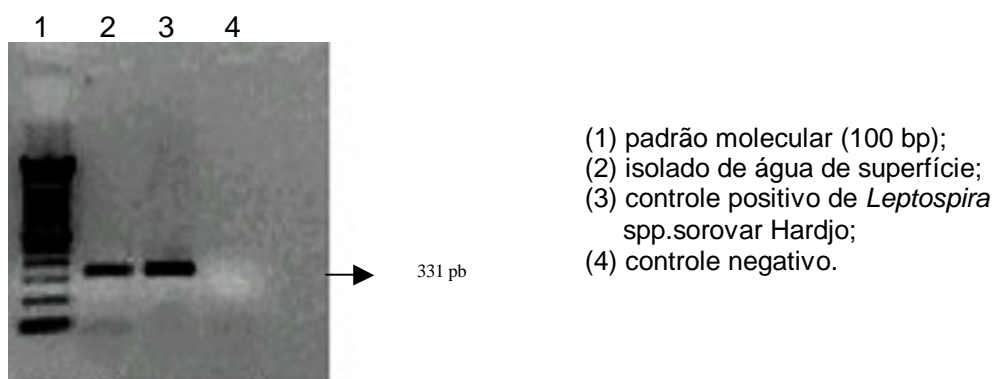 1 2 3 4
(1) padrão molecular (100 bp);
(2) isolado de água de superfície;
(3) controle positivo de Leptospira
spp.sorovar Hardjo;
(4) controle negativo.
331 pb